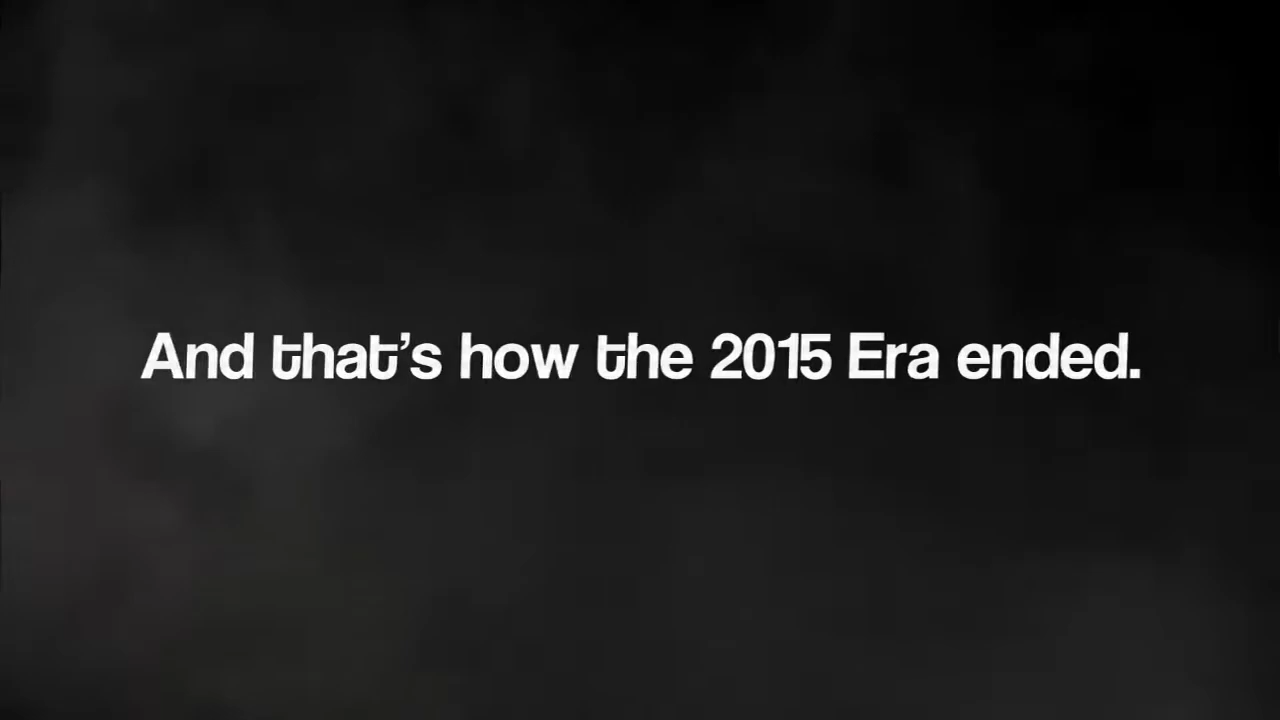 And that’s how the 2015 Era ended.